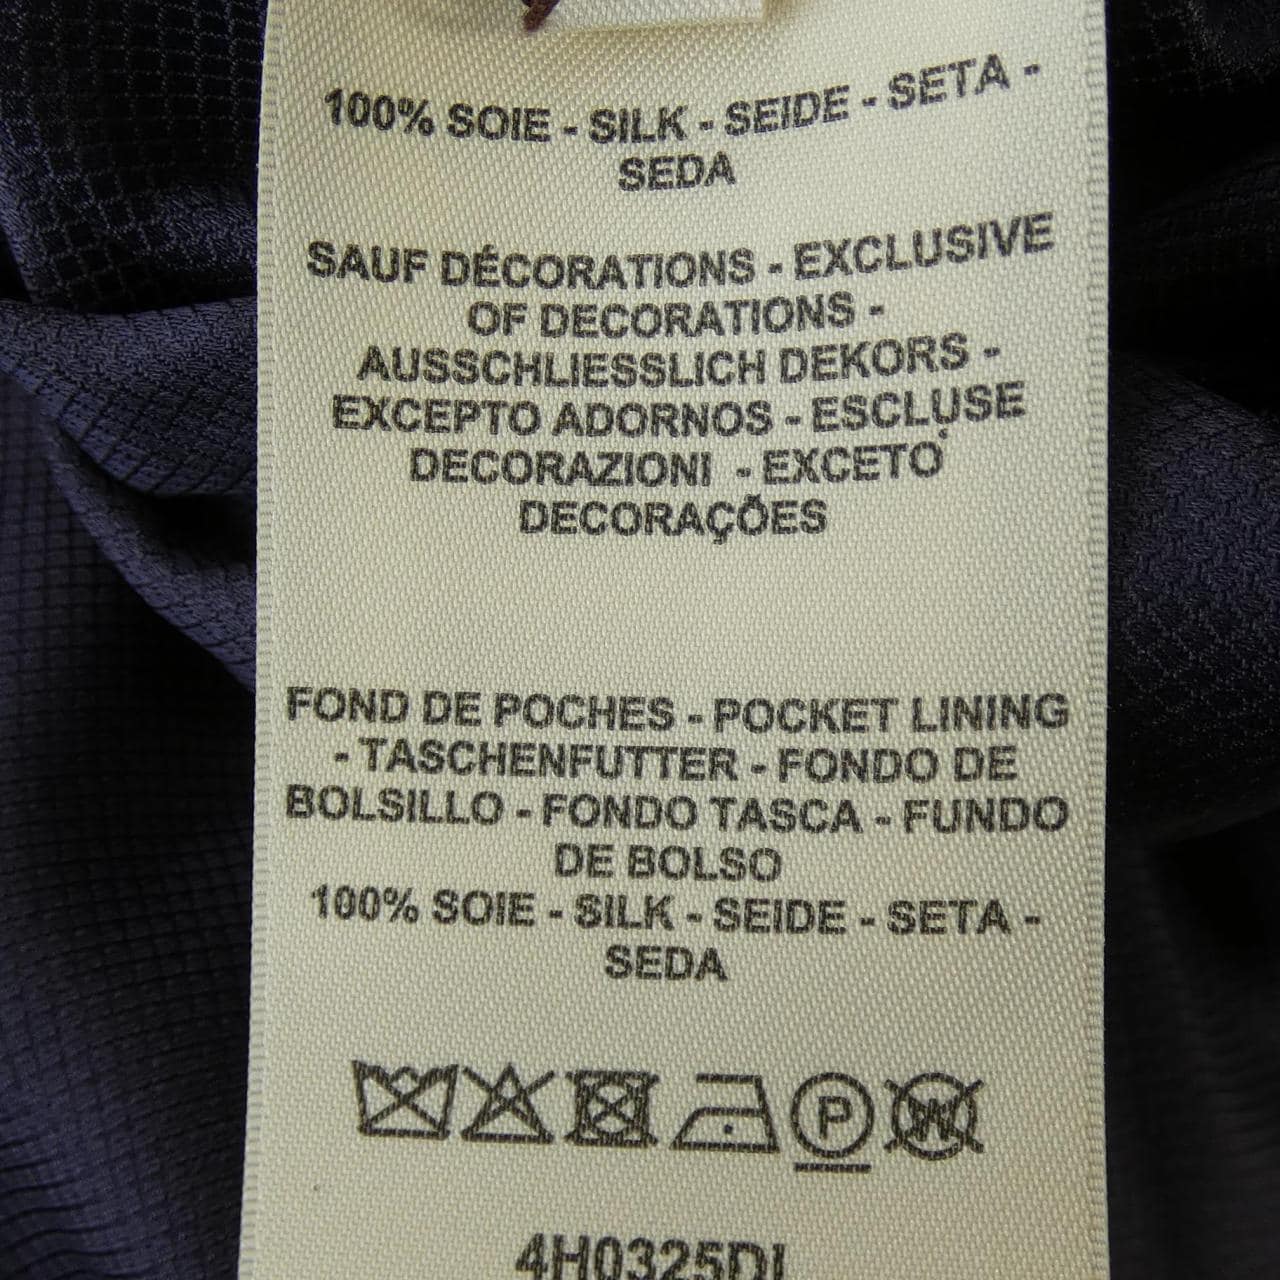 100% SOIE - SILK - SEIDE - SETA -
SEDA
SAUF DÉCORATIONS - EXCLUSIVE
OF DECORATIONS -
AUSSCHLIESSLICH DEKORS -
EXCEPTO ADORNOS - ESCLUSE
DECORAZIONI - EXCETO
DECORAÇÕES
FOND DE POCHES - POCKET LINING
- TASCHENFUTTER - FONDO DE
BOLSILLO - FONDO TASCA - FUNDO
DE BOLSO
100% SOIE - SILK - SEIDE - SETA -
SEDA
P W